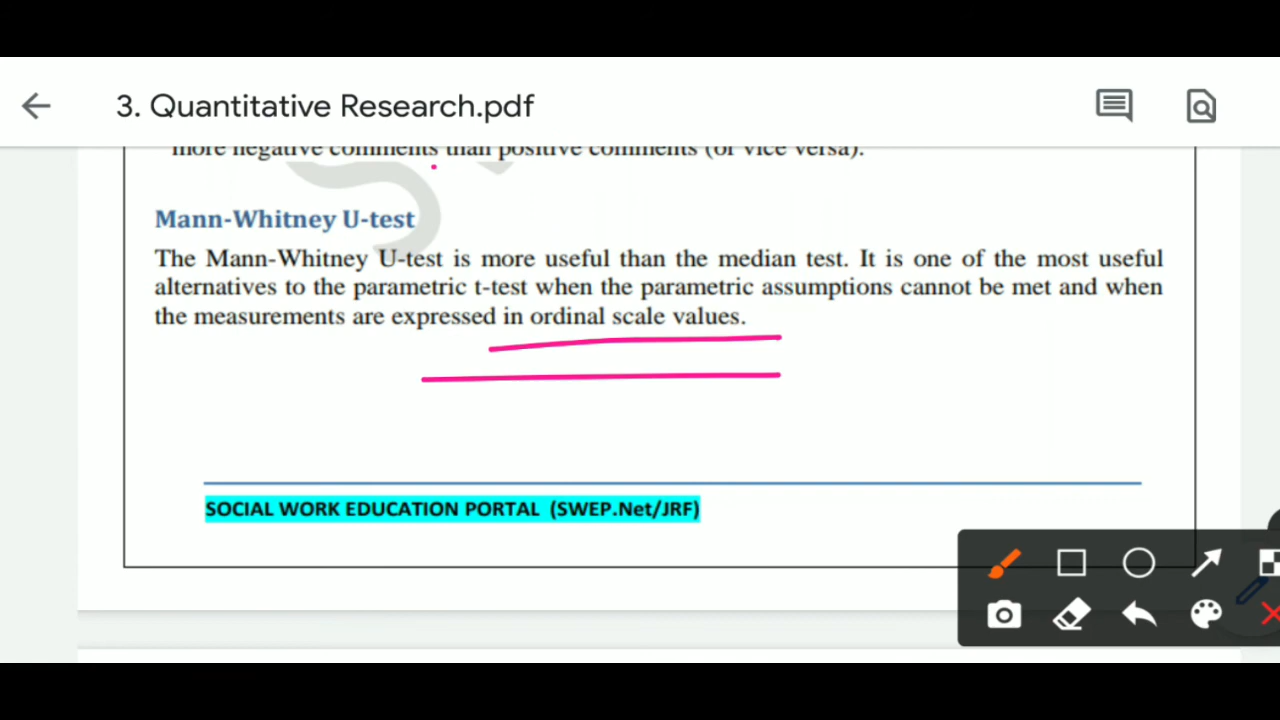 3. Quantitative Research.pdf
more negative comments than positive comments (or vice versa).
Mann-Whitney U-test
The Mann-Whitney U-test is more useful than the median test. It is one of the most useful
alternatives to the parametric t-test when the parametric assumptions cannot be met and when
the measurements are expressed in ordinal scale values.
SOCIAL WORK EDUCATION PORTAL (SWEP.Net/JRF)